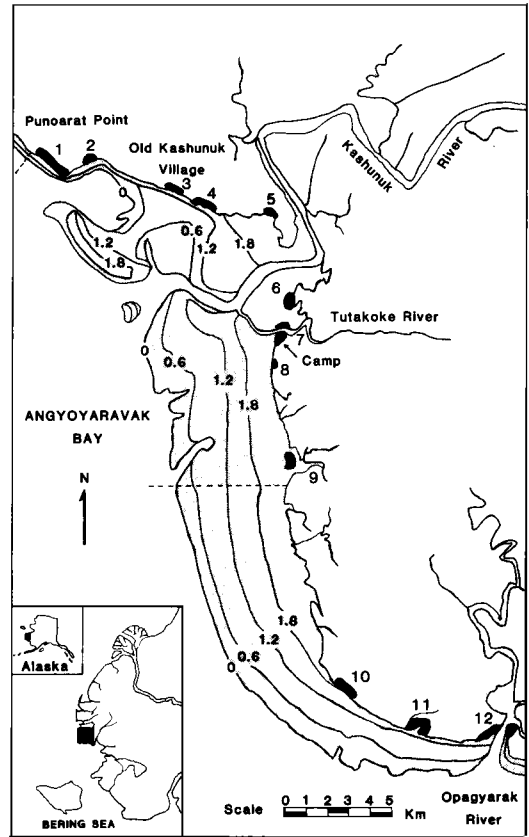 Punoarat Point
1
2
Old Kashunuk
Village
3
4
5
Kashunuk
River
0
0.6
1.2
1.8
1.2
1.8
6
Tutakoke River
7
Camp
8
0
0.6
1.2
1.8
ANGYOYARAVAK
BAY
N
9
1.8
1.2
0.6
0
10
11
12
Alaska
BERING SEA
Scale
0 1 2 3 4 5
Km
Opagyarak
River